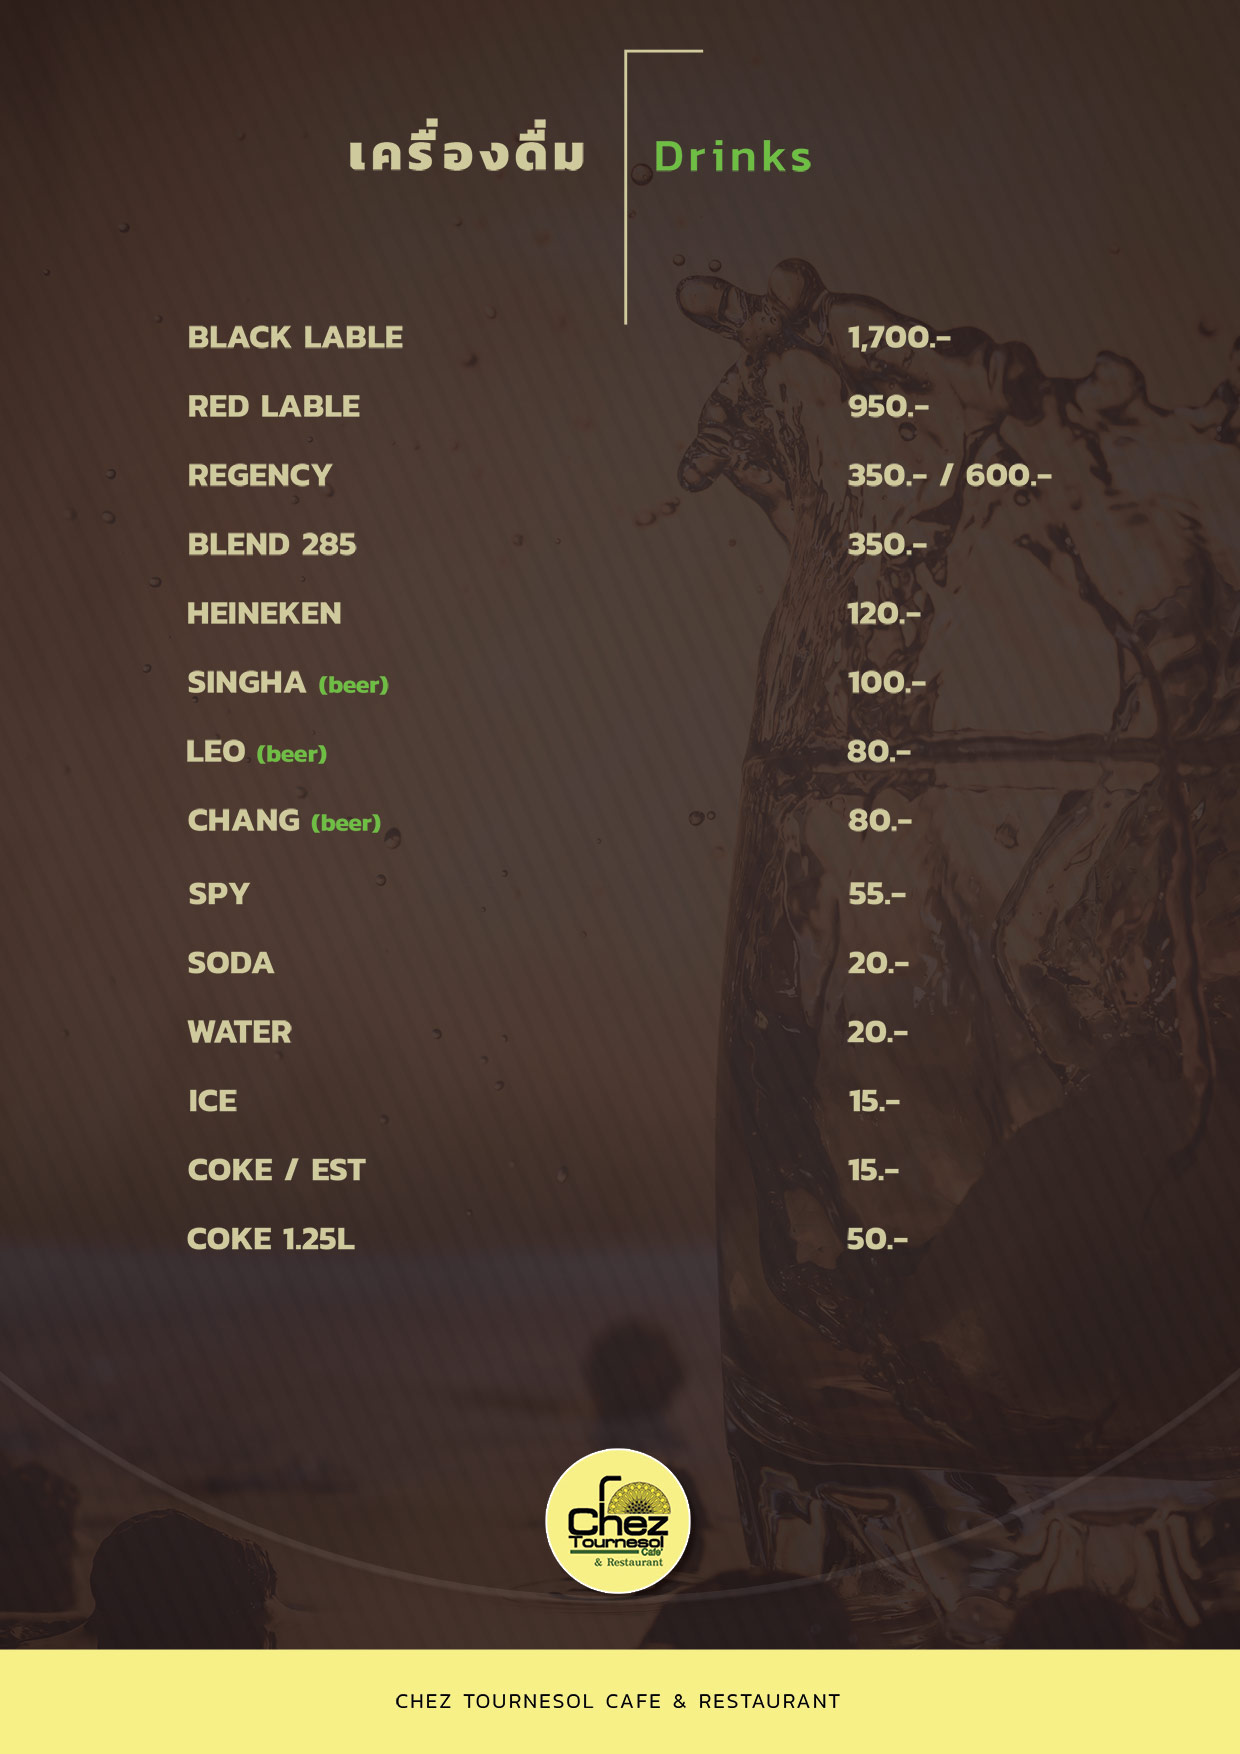 เครื่องดื่ม Drinks
BLACK LABLE 1,700.-
RED LABLE 950.-
REGENCY 350.- / 600.-
BLEND 285 350.-
HEINEKEN 120.-
SINGHA (beer) 100.-
LEO (beer) 80.-
CHANG (beer) 80.-
SPY 55.-
SODA 20.-
WATER 20.-
ICE 15.-
COKE / EST 15.-
COKE 1.25L 50.-
Chez
Tournesol
Cafe'
& Restaurant
CHEZ TOURNESOL CAFE & RESTAURANT